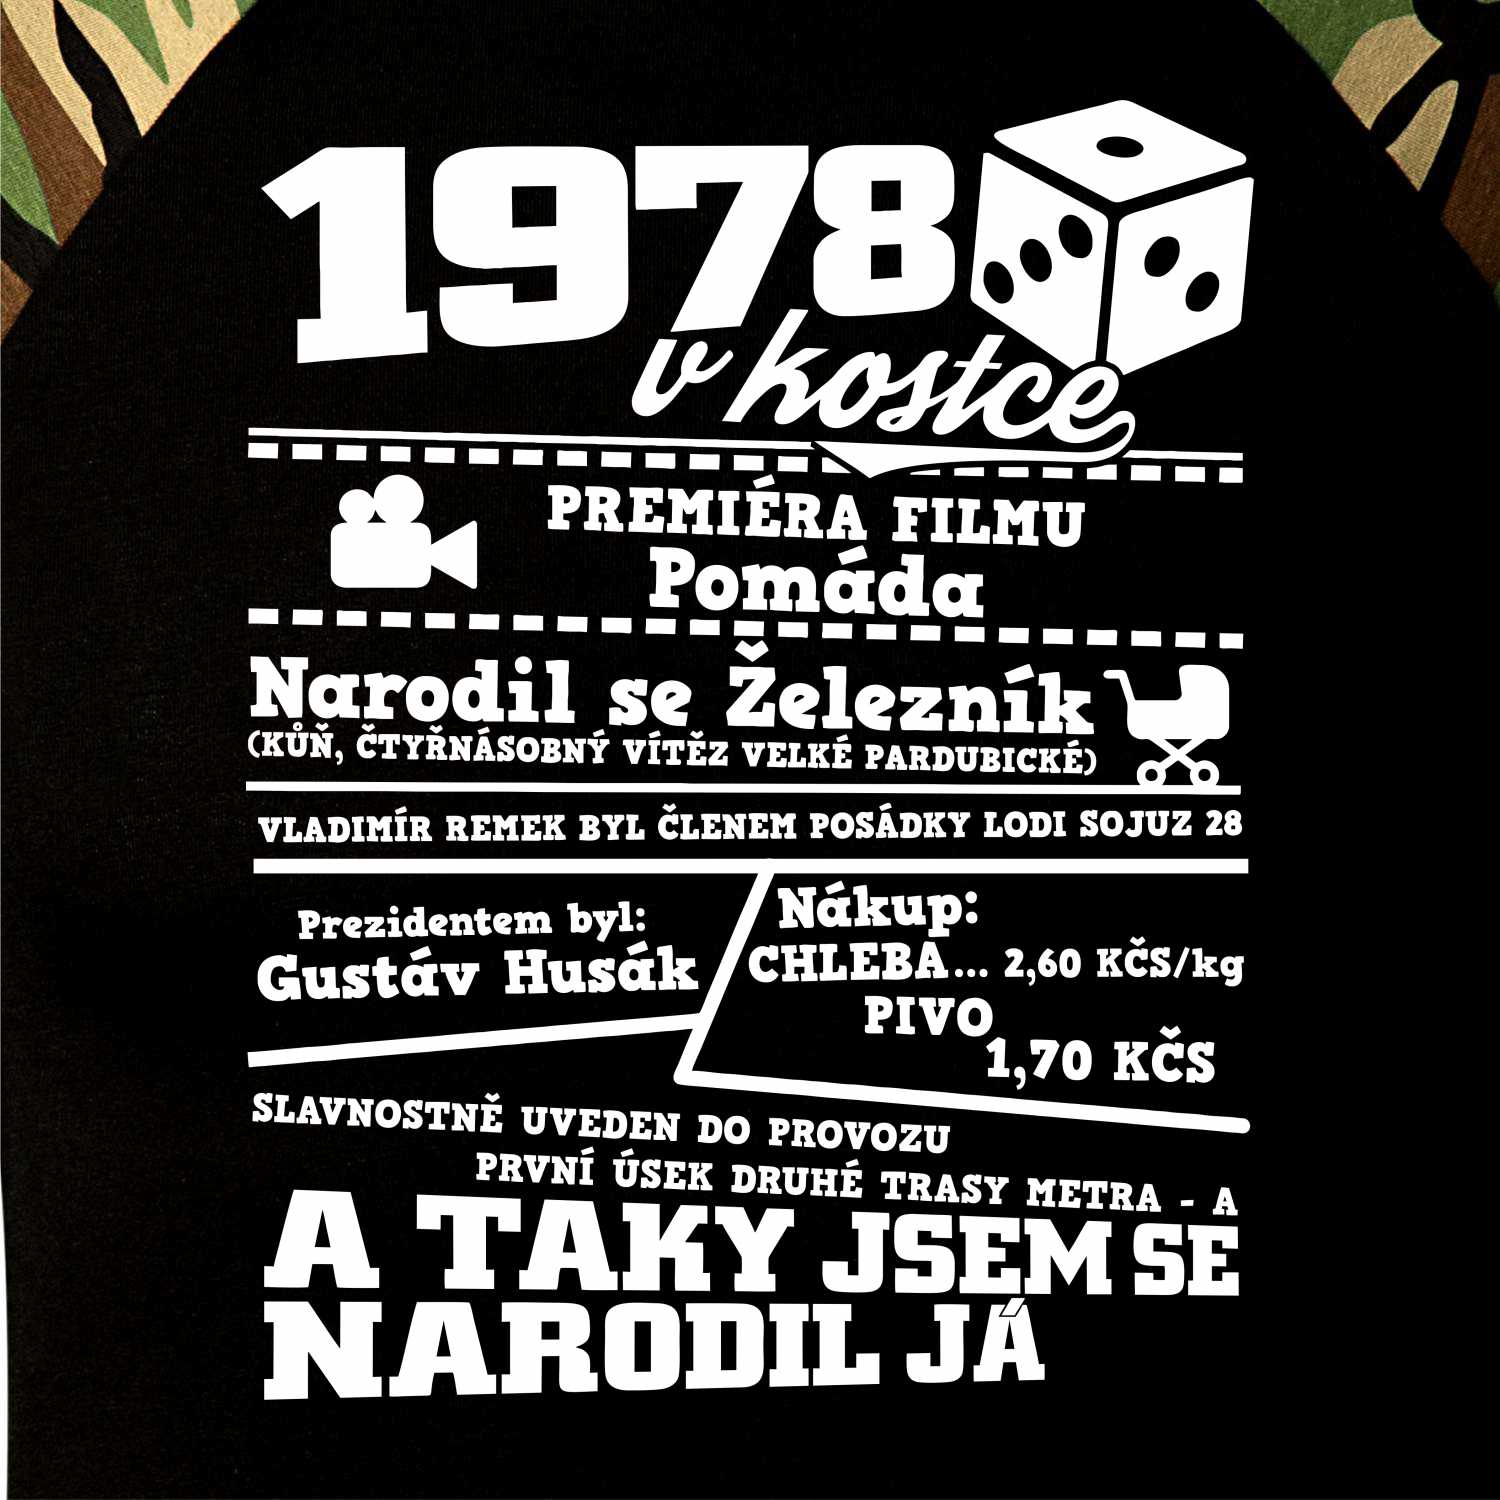 1978
v kostce
PREMIÉRA FILMU
Pomáda
Narodil se Železník
(KŮŇ, ČTYŘNÁSOBNÝ VÍTĚZ VELKÉ PARDUBICKÉ)
VLADIMÍR REMEK BYL ČLENEM POSÁDKY LODI SOJUZ 28
Prezidentem byl:
Gustáv Husák
Nákup:
CHLEBA... 2,60 KČS/kg
PIVO
1,70 KČS
SLAVNOSTNĚ UVEDEN DO PROVOZU
PRVNÍ ÚSEK DRUHÉ TRASY METRA - A
A TAKY JSEM SE
NARODIL JÁ